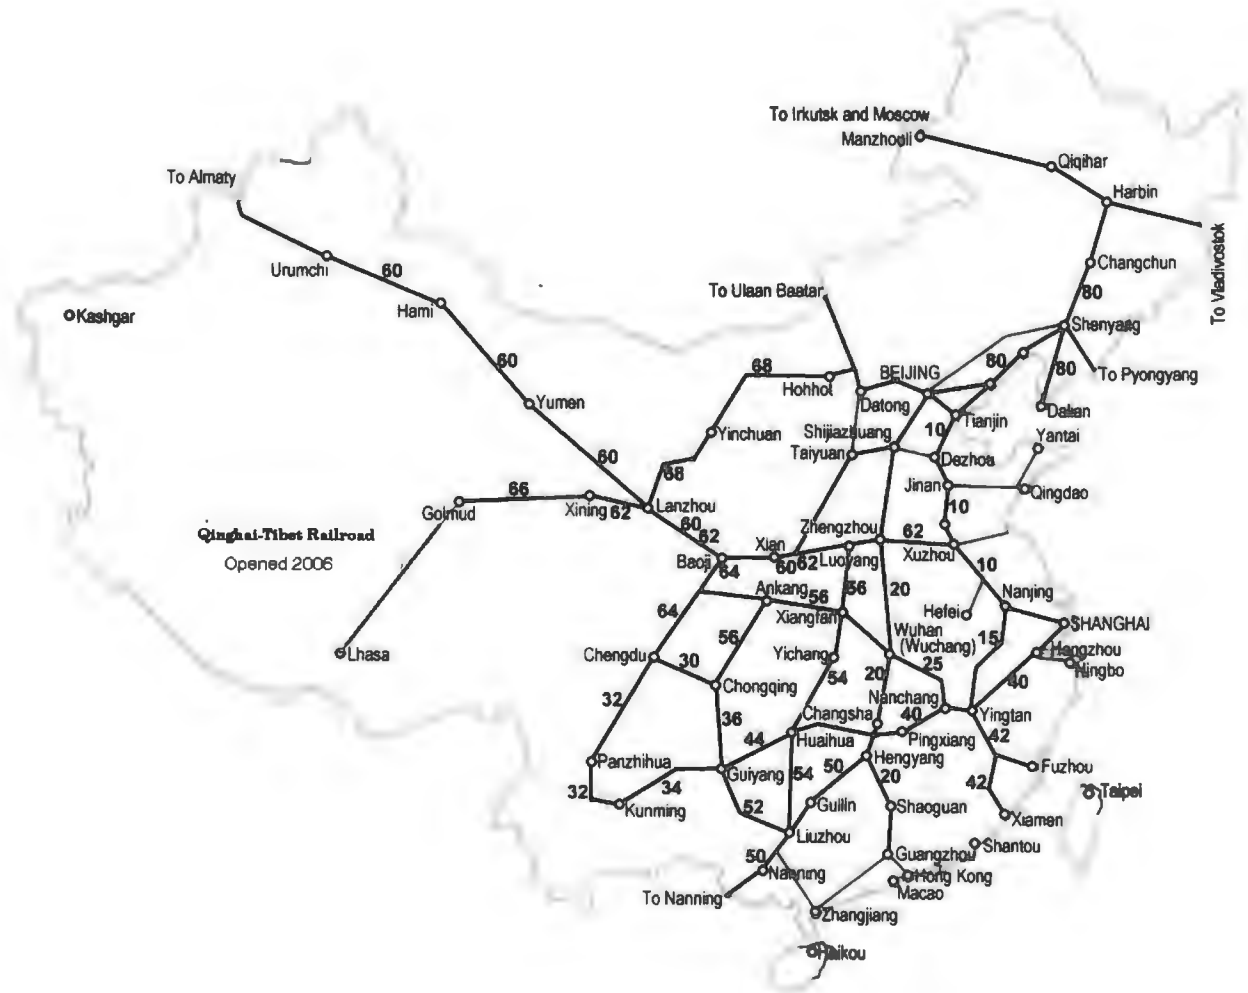 To Irkutsk and Moscow
Manzhouli
Qiqihar
To Almaty
Harbin
To Vladivostok
Urumchi
60
Changchun
80
To Ulaan Baatar
Hami
Kashgar
Shenyang
60
68
80
80
BEIJING
Hohhot
To Pyongyang
Datong
Yumen
Tianjin
Dalian
Yinchuan
Shijiazhuang
10
Yantai
Taiyuan
Dezhou
60
68
66
Jinan
Qingdao
Golmud
Xining
62
Lanzhou
10
Qinghai-Tibet Railroad
60
62
Zhengzhou
62
Opened 2006
Xian
Xuzhou
Baoji
64
60
62
Luoyang
10
Ankang
56
56
20
Nanjing
64
Xiangfan
Hefei
SHANGHAI
56
Wuhan
15
Hangzhou
Lhasa
Chengdu
30
Yichang
(Wuchang)
Ningbo
54
20
25
40
Chongqing
Nanchang
32
36
Changsha
40
Yingtan
44
Huaihua
Pingxiang
42
Panzhihua
Guiyang
54
50
Hengyang
Fuzhou
32
34
20
42
Taipei
Kunming
52
Guilin
Shaoguan
Xiamen
Liuzhou
Shantou
50
Guangzhou
Nanning
Hong Kong
To Nanning
Macao
Zhangjiang
Haikou